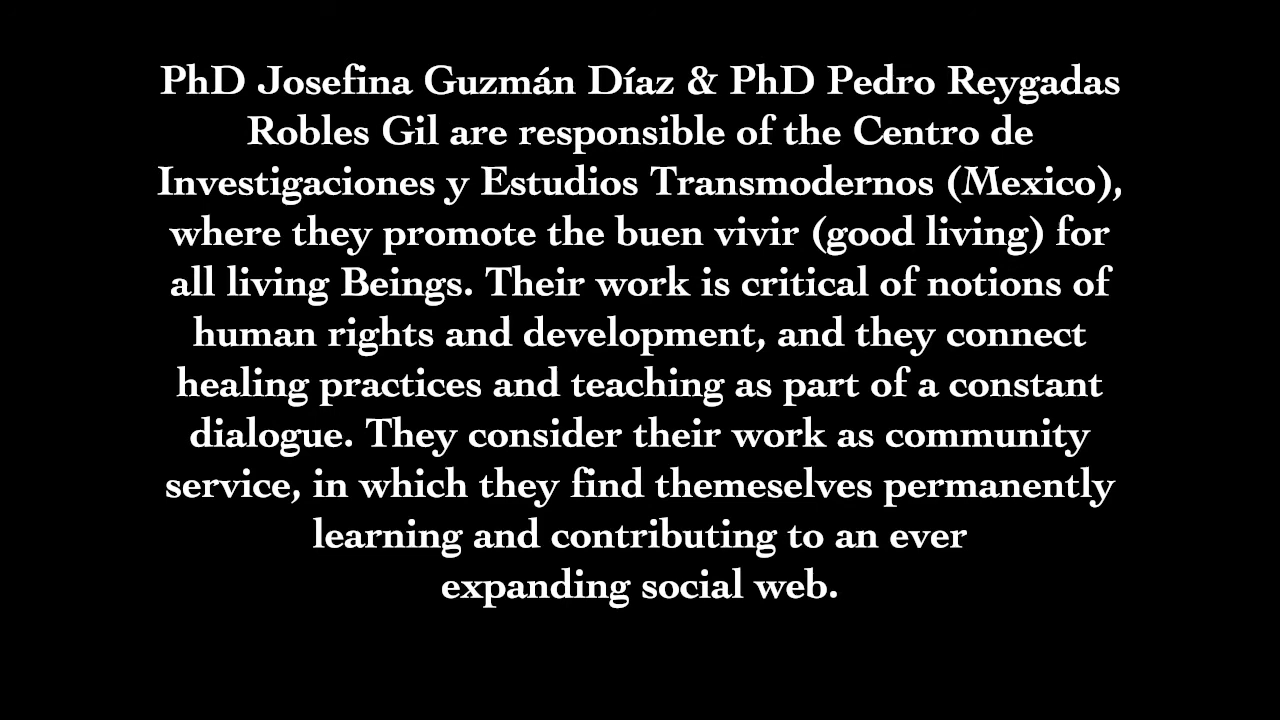 PhD Josefina Guzmán Díaz & PhD Pedro Reygadas
Robles Gil are responsible of the Centro de
Investigaciones y Estudios Transmodernos (Mexico),
where they promote the buen vivir (good living) for
all living Beings. Their work is critical of notions of
human rights and development, and they connect
healing practices and teaching as part of a constant
dialogue. They consider their work as community
service, in which they find themeselves permanently
learning and contributing to an ever
expanding social web.